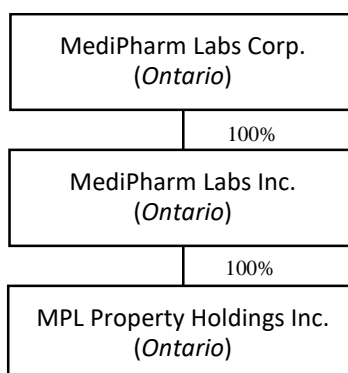 MediPharm Labs Corp.
(Ontario)
100%
MediPharm Labs Inc.
(Ontario)
100%
MPL Property Holdings Inc.
(Ontario)